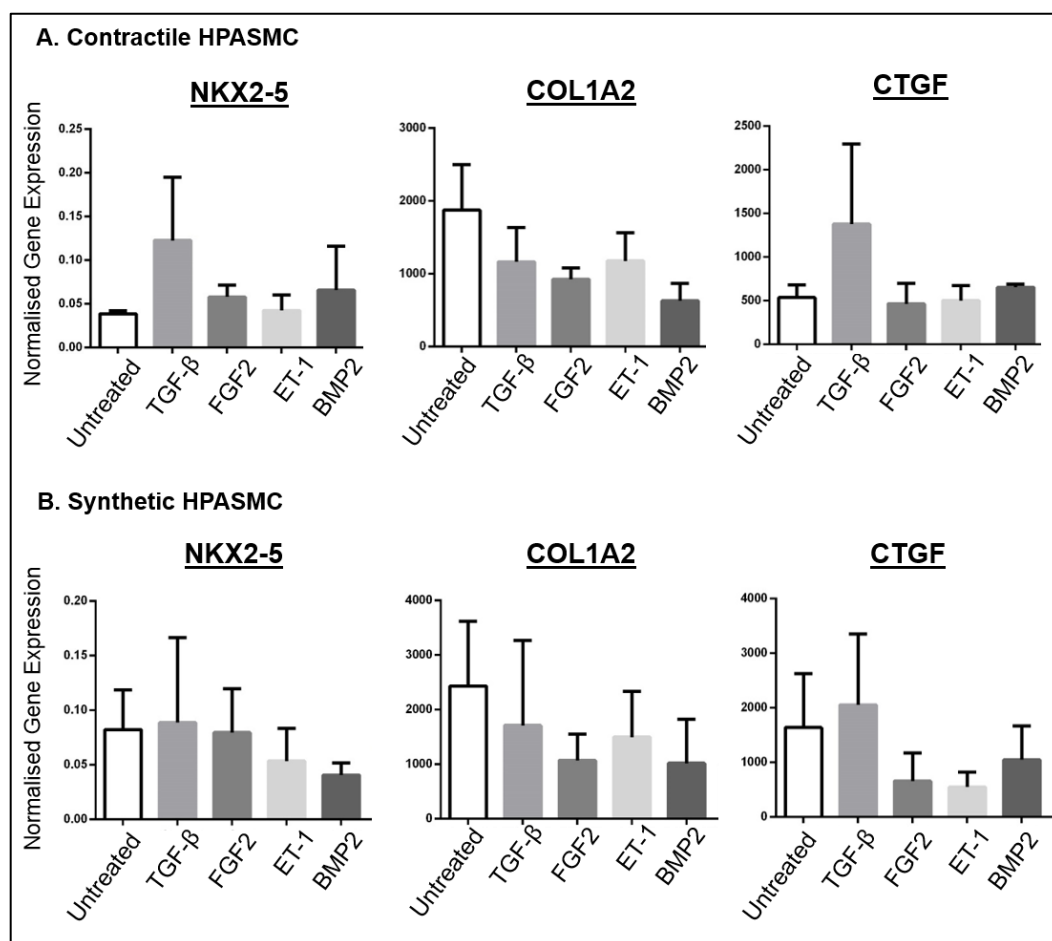 A. Contractile HPASMC
NKX2-5
COL1A2
CTGF
Normalised Gene Expression
0.25
0.20
0.15
0.10
0.05
0.00
Untreated
TGF-β
FGF2
ET-1
BMP2
3000
2000
1000
0
Untreated
TGF-β
FGF2
ET-1
BMP2
2500
2000
1500
1000
500
0
Untreated
TGF-β
FGF2
ET-1
BMP2
B. Synthetic HPASMC
NKX2-5
COL1A2
CTGF
Normalised Gene Expression
0.20
0.15
0.10
0.05
0.00
Untreated
TGF-β
FGF2
ET-1
BMP2
4000
3000
2000
1000
0
Untreated
TGF-β
FGF2
ET-1
BMP2
4000
3000
2000
1000
0
Untreated
TGF-β
FGF2
ET-1
BMP2